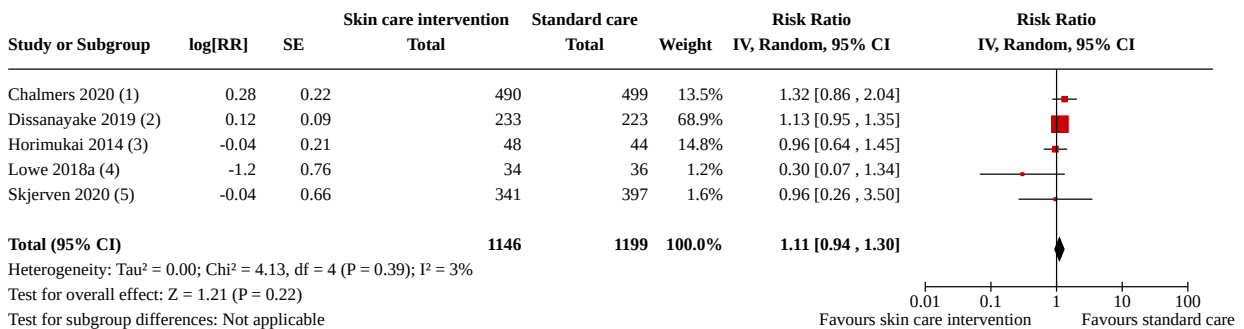 Skin care intervention Standard care Risk Ratio Risk Ratio
Study or Subgroup log[RR] SE Total Total Weight IV, Random, 95% CI IV, Random, 95% CI
Chalmers 2020 (1) 0.28 0.22 490 499 13.5% 1.32 [0.86 , 2.04]
Dissanayake 2019 (2) 0.12 0.09 233 223 68.9% 1.13 [0.95 , 1.35]
Horimukai 2014 (3) -0.04 0.21 48 44 14.8% 0.96 [0.64 , 1.45]
Lowe 2018a (4) -1.2 0.76 34 36 1.2% 0.30 [0.07 , 1.34]
Skjerven 2020 (5) -0.04 0.66 341 397 1.6% 0.96 [0.26 , 3.50]
Total (95% CI) 1146 1199 100.0% 1.11 [0.94 , 1.30]
Heterogeneity: Tau² = 0.00; Chi² = 4.13, df = 4 (P = 0.39); I² = 3%
Test for overall effect: Z = 1.21 (P = 0.22) 0.01 0.1 1 10 100
Test for subgroup differences: Not applicable Favours skin care intervention Favours standard care